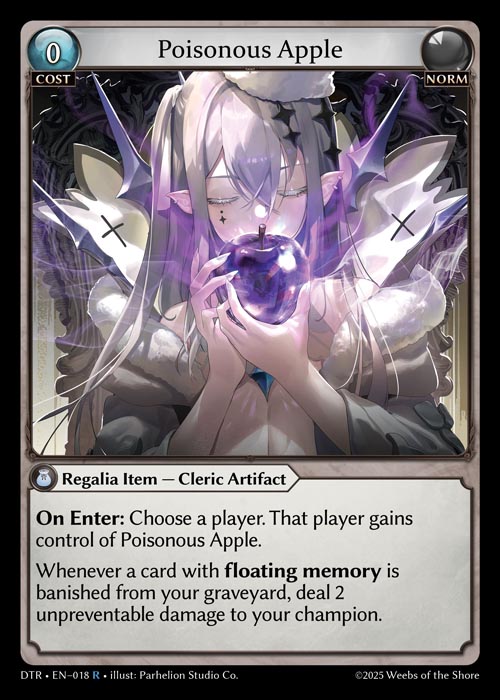 0
Poisonous Apple
COST
NORM
Regalia Item — Cleric Artifact
On Enter: Choose a player. That player gains
control of Poisonous Apple.
Whenever a card with floating memory is
banished from your graveyard, deal 2
unpreventable damage to your champion.
DTR • EN–018 R • illust: Parhelion Studio Co.
©2025 Weebs of the Shore